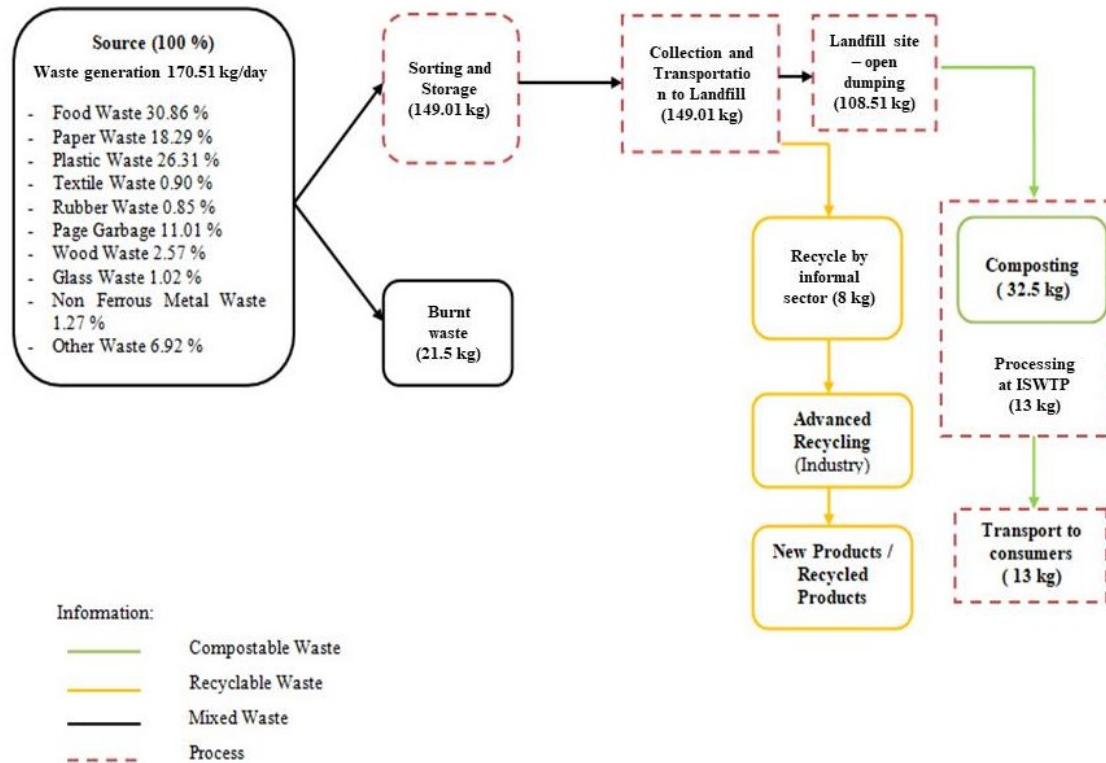 Source (100 %)
Waste generation 170.51 kg/day
- Food Waste 30.86 %
- Paper Waste 18.29 %
- Plastic Waste 26.31 %
- Textile Waste 0.90 %
- Rubber Waste 0.85 %
- Page Garbage 11.01 %
- Wood Waste 2.57 %
- Glass Waste 1.02 %
- Non Ferrous Metal Waste
1.27 %
- Other Waste 6.92 %
Sorting and
Storage
(149.01 kg)
Burnt
waste
(21.5 kg)
Collection and
Transportatio
n to Landfill
(149.01 kg)
Landfill site
– open
dumping
(108.51 kg)
Recycle by
informal
sector (8 kg)
Advanced
Recycling
(Industry)
New Products /
Recycled
Products
Composting
( 32.5 kg)
Processing
at ISWTP
(13 kg)
Transport to
consumers
( 13 kg)
Information:
Compostable Waste
Recyclable Waste
Mixed Waste
Process